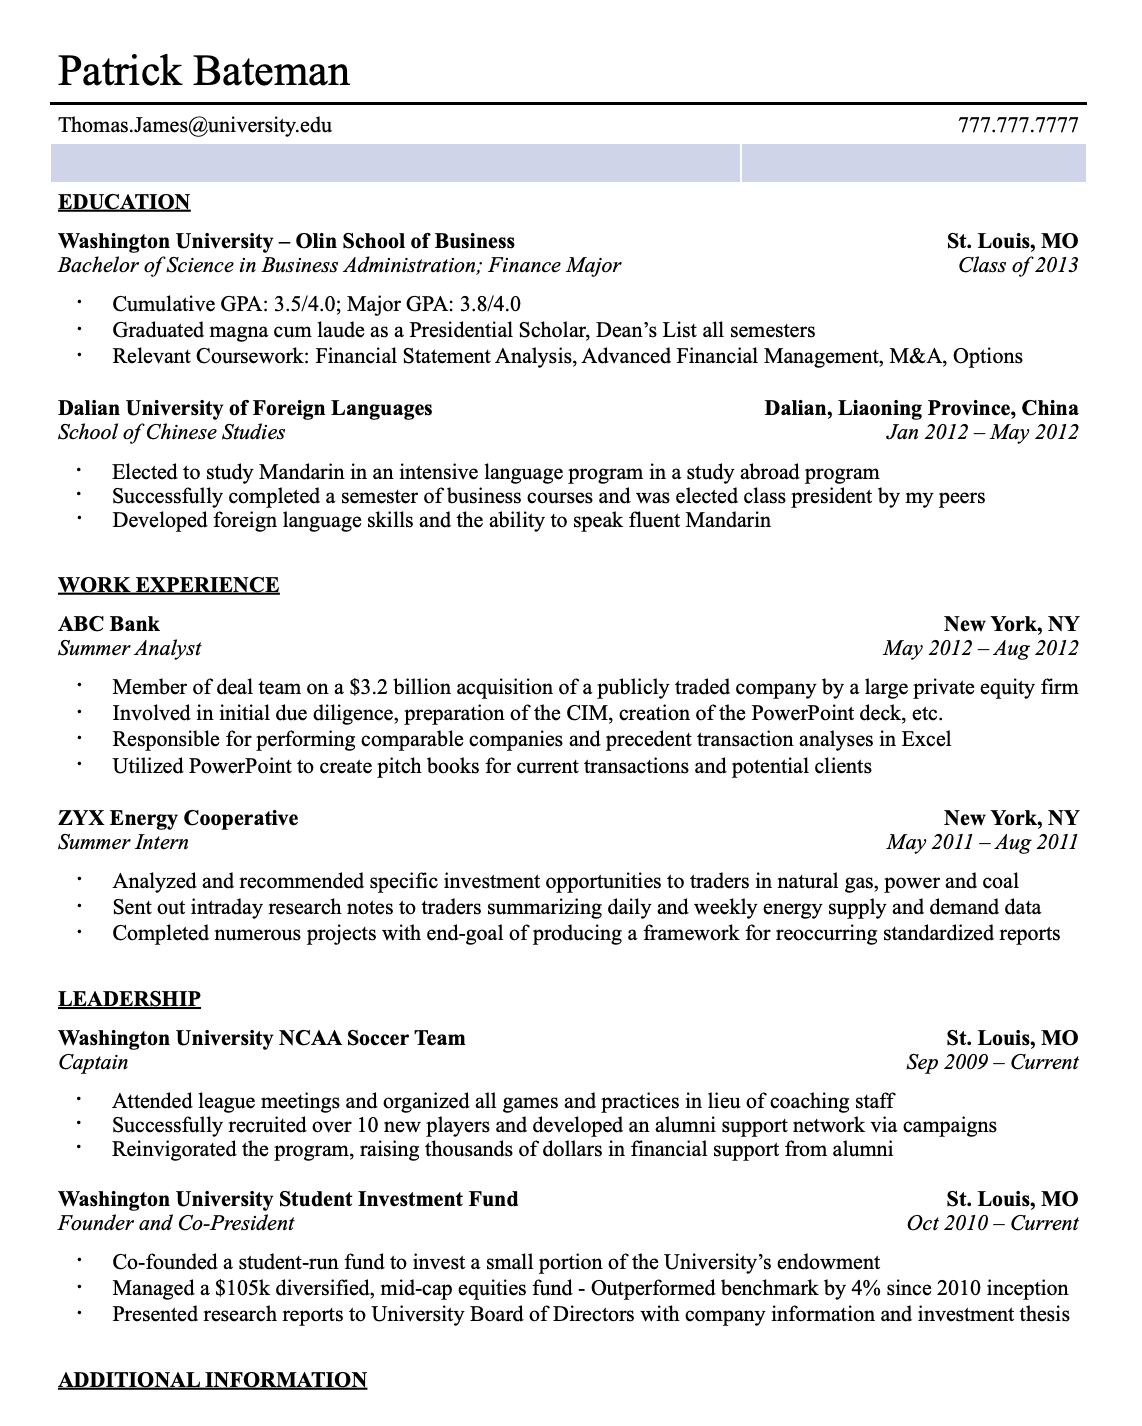 Patrick Bateman
Thomas.James@university.edu 777.777.7777
EDUCATION
Washington University – Olin School of Business St. Louis, MO
Bachelor of Science in Business Administration; Finance Major Class of 2013
· Cumulative GPA: 3.5/4.0; Major GPA: 3.8/4.0
· Graduated magna cum laude as a Presidential Scholar, Dean’s List all semesters
· Relevant Coursework: Financial Statement Analysis, Advanced Financial Management, M&A, Options
Dalian University of Foreign Languages Dalian, Liaoning Province, China
School of Chinese Studies Jan 2012 – May 2012
· Elected to study Mandarin in an intensive language program in a study abroad program
· Successfully completed a semester of business courses and was elected class president by my peers
· Developed foreign language skills and the ability to speak fluent Mandarin
WORK EXPERIENCE
ABC Bank New York, NY
Summer Analyst May 2012 – Aug 2012
· Member of deal team on a $3.2 billion acquisition of a publicly traded company by a large private equity firm
· Involved in initial due diligence, preparation of the CIM, creation of the PowerPoint deck, etc.
· Responsible for performing comparable companies and precedent transaction analyses in Excel
· Utilized PowerPoint to create pitch books for current transactions and potential clients
ZYX Energy Cooperative New York, NY
Summer Intern May 2011 – Aug 2011
· Analyzed and recommended specific investment opportunities to traders in natural gas, power and coal
· Sent out intraday research notes to traders summarizing daily and weekly energy supply and demand data
· Completed numerous projects with end-goal of producing a framework for reoccurring standardized reports
LEADERSHIP
Washington University NCAA Soccer Team St. Louis, MO
Captain Sep 2009 – Current
· Attended league meetings and organized all games and practices in lieu of coaching staff
· Successfully recruited over 10 new players and developed an alumni support network via campaigns
· Reinvigorated the program, raising thousands of dollars in financial support from alumni
Washington University Student Investment Fund St. Louis, MO
Founder and Co-President Oct 2010 – Current
· Co-founded a student-run fund to invest a small portion of the University’s endowment
· Managed a $105k diversified, mid-cap equities fund - Outperformed benchmark by 4% since 2010 inception
· Presented research reports to University Board of Directors with company information and investment thesis
ADDITIONAL INFORMATION